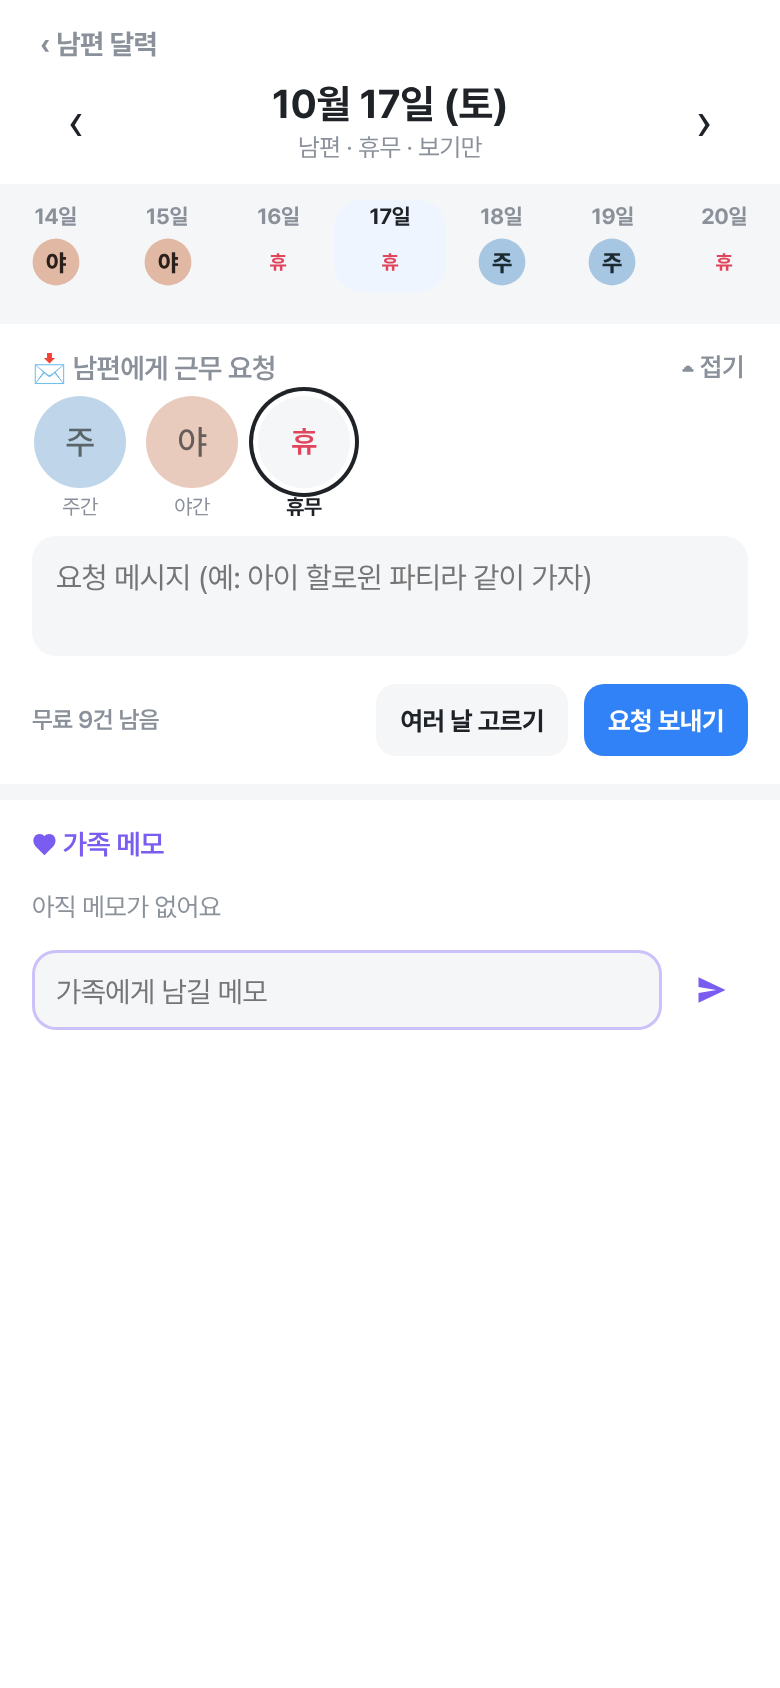 ‹ 남편 달력
‹ 10월 17일 (토) ›
남편 · 휴무 · 보기만
14일 15일 16일 17일 18일 19일 20일
야 야 휴 휴 주 주 휴
📩 남편에게 근무 요청 접기
주 야 휴
주간 야간 휴무
요청 메시지 (예: 아이 할로윈 파티라 같이 가자)
무료 9건 남음 여러 날 고르기 요청 보내기
가족 메모
아직 메모가 없어요
가족에게 남길 메모